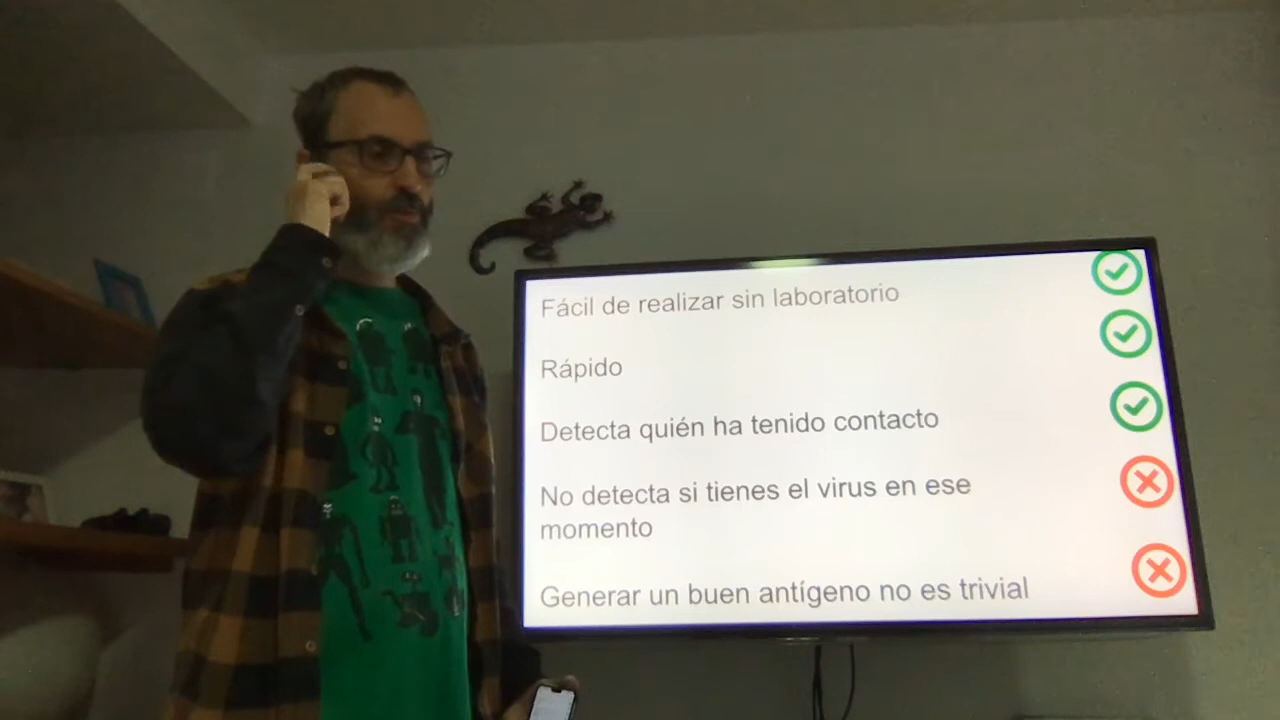 Fácil de realizar sin laboratorio
Rápido
Detecta quién ha tenido contacto
No detecta si tienes el virus en ese
momento
Generar un buen antígeno no es trivial